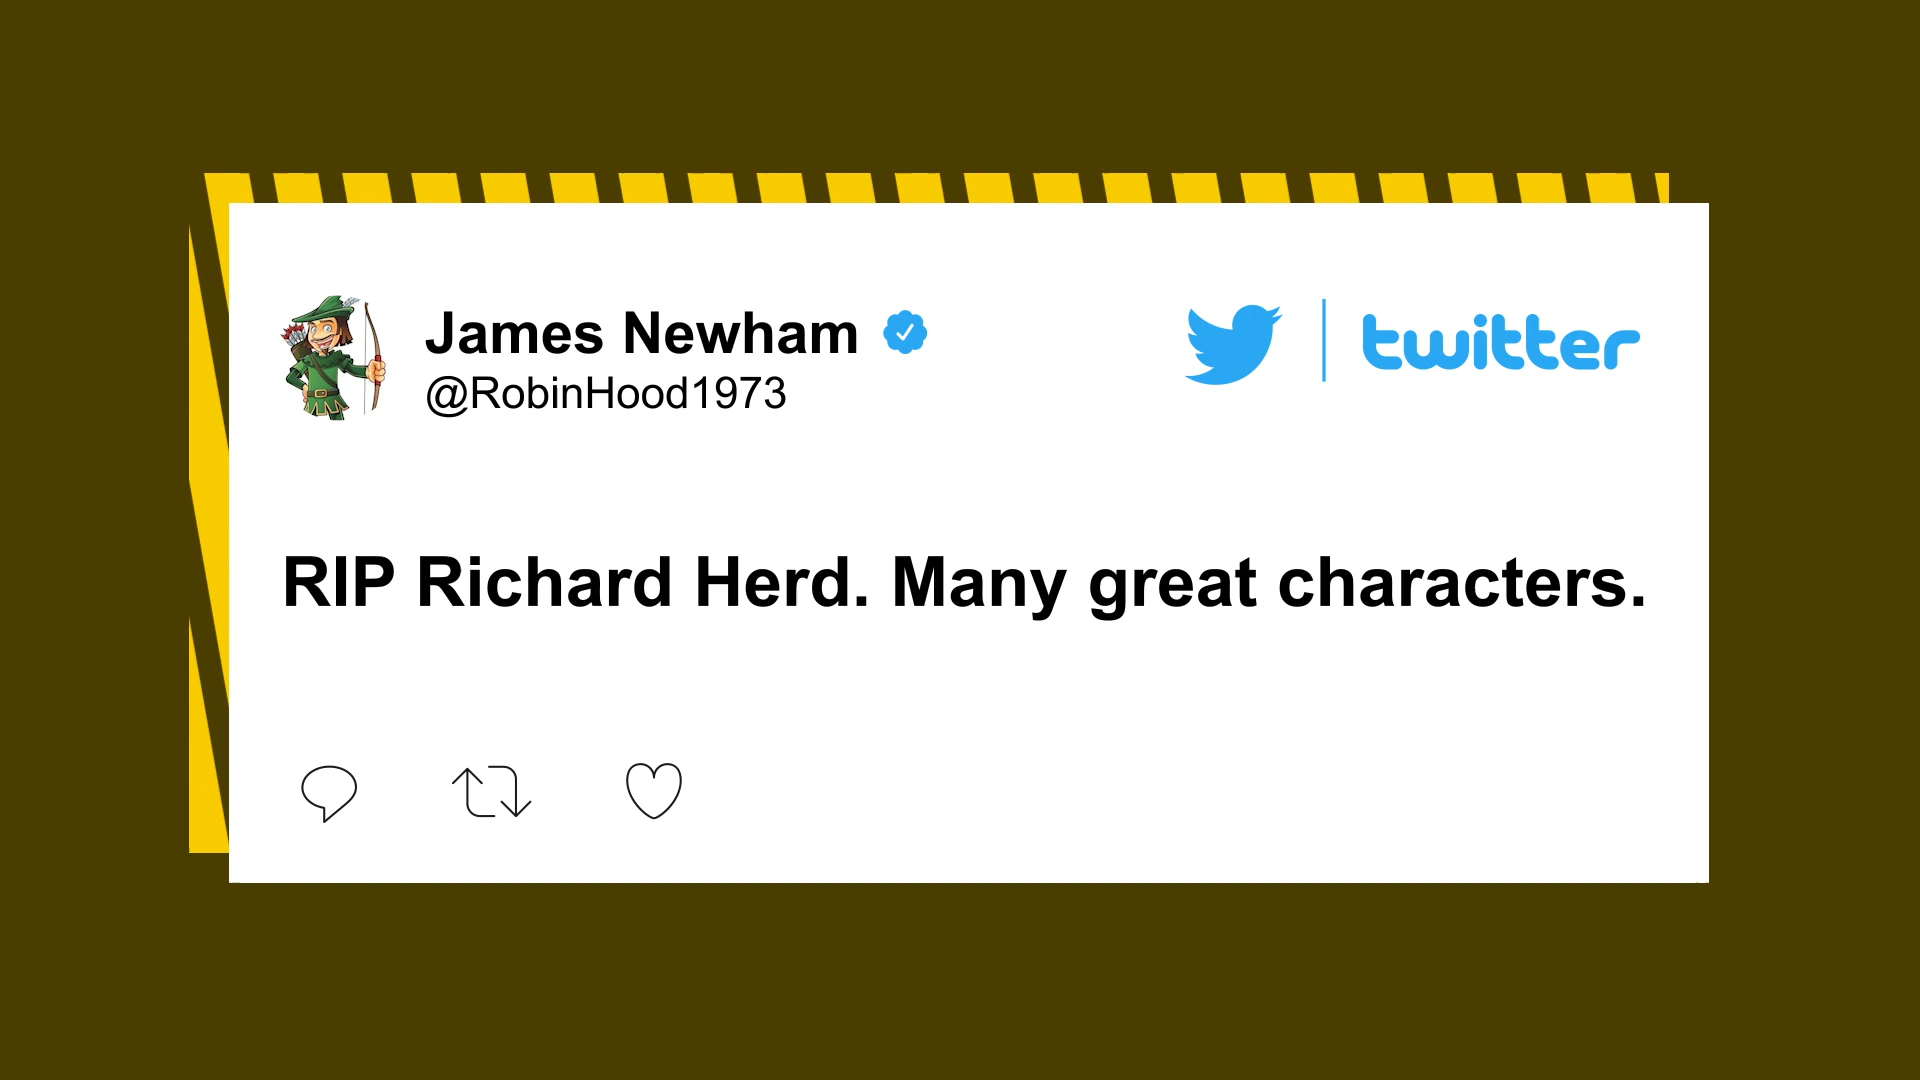 James Newham
@RobinHood1973
twitter
RIP Richard Herd. Many great characters.